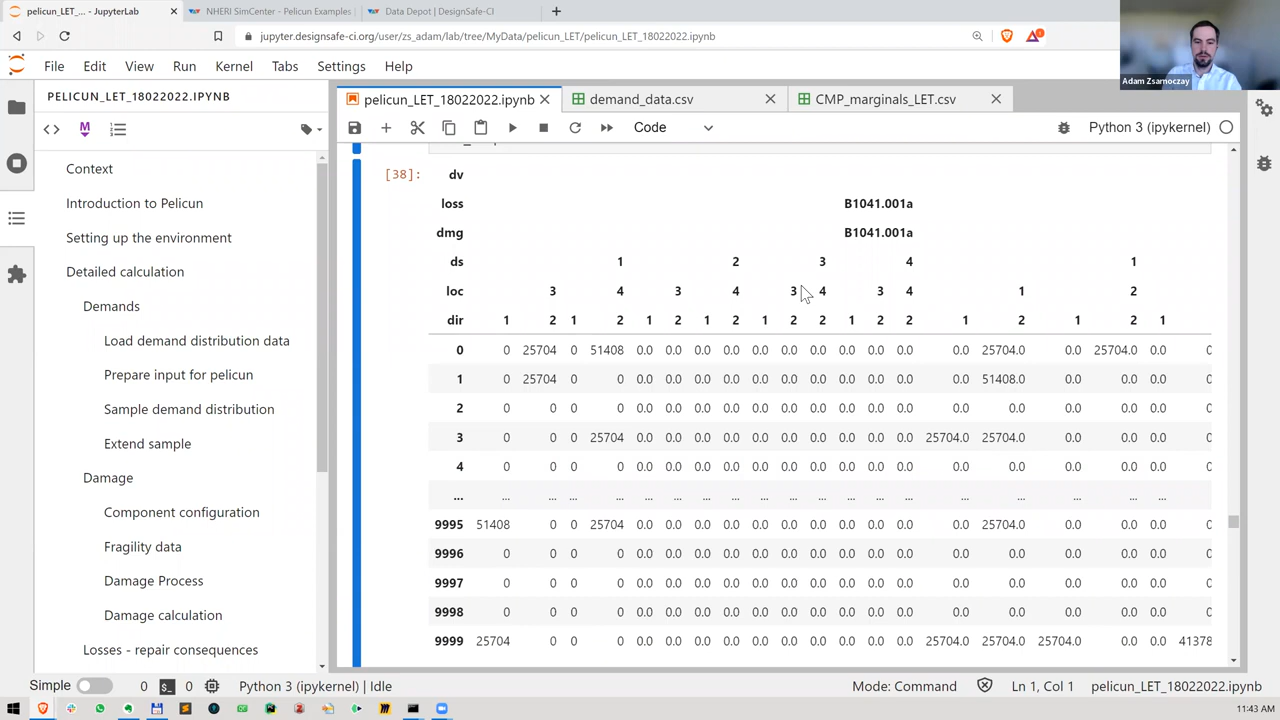 pelicun_LET_... - JupyterLab
NHERI SimCenter - Pelicun Examples
Data Depot | DesignSafe-CI
jupyter.designsafe-ci.org/user/zs_adam/lab/tree/MyData/pelicun_LET/pelicun_LET_18022022.ipynb
Adam Zsarnoczay
File Edit View Run Kernel Tabs Settings Help
PELICUN_LET_18022022.IPYNB
pelicun_LET_18022022.ipynb
demand_data.csv
CMP_marginals_LET.csv
Code
Python 3 (ipykernel)
Context
Introduction to Pelicun
Setting up the environment
Detailed calculation
Demands
Load demand distribution data
Prepare input for pelicun
Sample demand distribution
Extend sample
Damage
Component configuration
Fragility data
Damage Process
Damage calculation
Losses - repair consequences
[38]:
dv
loss B1041.001a
dmg B1041.001a
ds 1 2 3 4 1
loc 3 4 3 4 3 4 3 4 1 2
dir 1 2 1 2 1 2 1 2 1 2 2 1 2 2 1 2 1 2 1
0 0 25704 0 51408 0.0 0.0 0.0 0.0 0.0 0.0 0.0 0.0 0.0 0.0 0.0 25704.0 0.0 25704.0 0.0
1 0 25704 0 0 0.0 0.0 0.0 0.0 0.0 0.0 0.0 0.0 0.0 0.0 0.0 51408.0 0.0 0.0 0.0
2 0 0 0 0 0.0 0.0 0.0 0.0 0.0 0.0 0.0 0.0 0.0 0.0 0.0 0.0 0.0 0.0 0.0
3 0 0 0 25704 0.0 0.0 0.0 0.0 0.0 0.0 0.0 0.0 0.0 0.0 25704.0 25704.0 0.0 0.0 0.0
4 0 0 0 0 0.0 0.0 0.0 0.0 0.0 0.0 0.0 0.0 0.0 0.0 0.0 0.0 0.0 0.0 0.0
... ... ... ... ... ... ... ... ... ... ... ... ... ... ... ... ... ... ... ...
9995 51408 0 0 25704 0.0 0.0 0.0 0.0 0.0 0.0 0.0 0.0 0.0 0.0 0.0 25704.0 0.0 0.0 0.0
9996 0 0 0 0 0.0 0.0 0.0 0.0 0.0 0.0 0.0 0.0 0.0 0.0 0.0 0.0 0.0 0.0 0.0
9997 0 0 0 0 0.0 0.0 0.0 0.0 0.0 0.0 0.0 0.0 0.0 0.0 0.0 0.0 0.0 0.0 0.0
9998 0 0 0 0 0.0 0.0 0.0 0.0 0.0 0.0 0.0 0.0 0.0 0.0 0.0 0.0 0.0 0.0 0.0
9999 25704 0 0 0 0.0 0.0 0.0 0.0 0.0 0.0 0.0 0.0 0.0 0.0 25704.0 25704.0 25704.0 0.0 0.0 41378
Simple 0 0 Python 3 (ipykernel) | Idle
Mode: Command Ln 1, Col 1 pelicun_LET_18022022.ipynb
11:43 AM